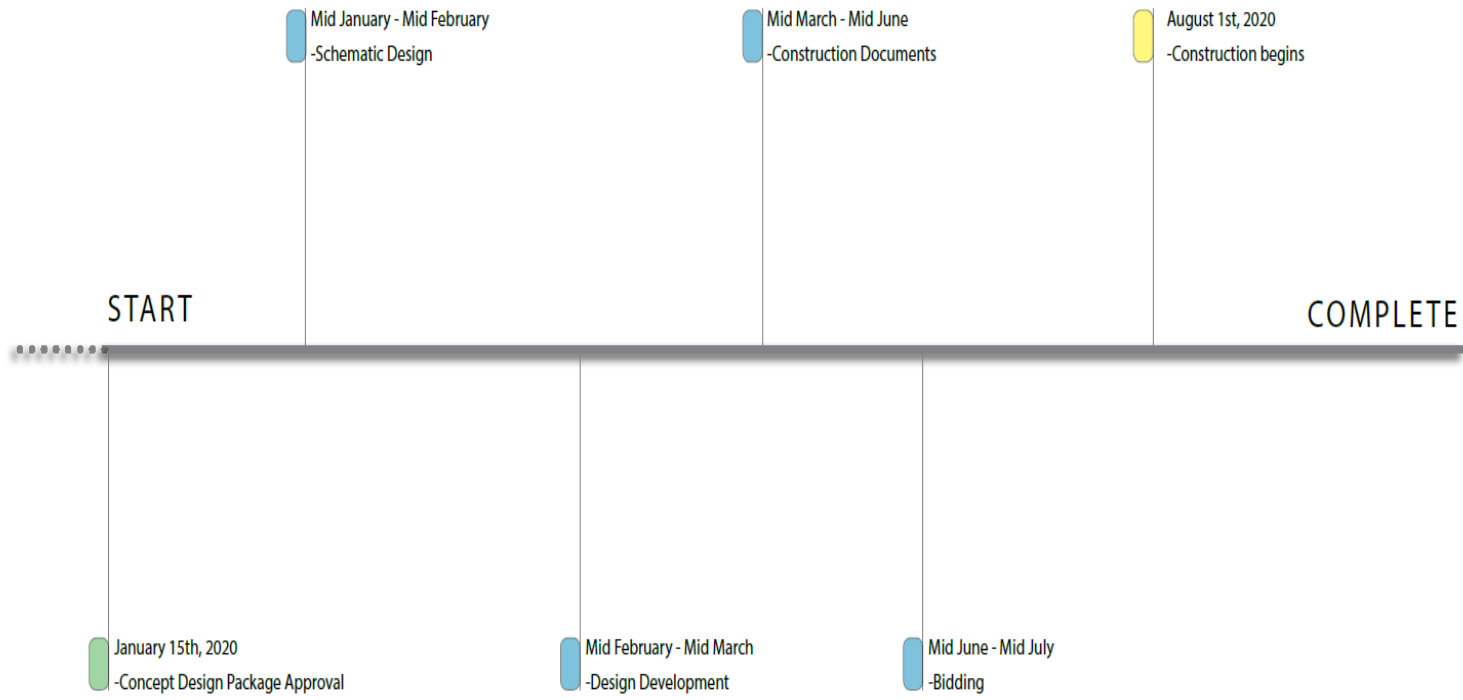 Mid January - Mid February
-Schematic Design
Mid March - Mid June
-Construction Documents
August 1st, 2020
-Construction begins
START
COMPLETE
January 15th, 2020
-Concept Design Package Approval
Mid February - Mid March
-Design Development
Mid June - Mid July
-Bidding